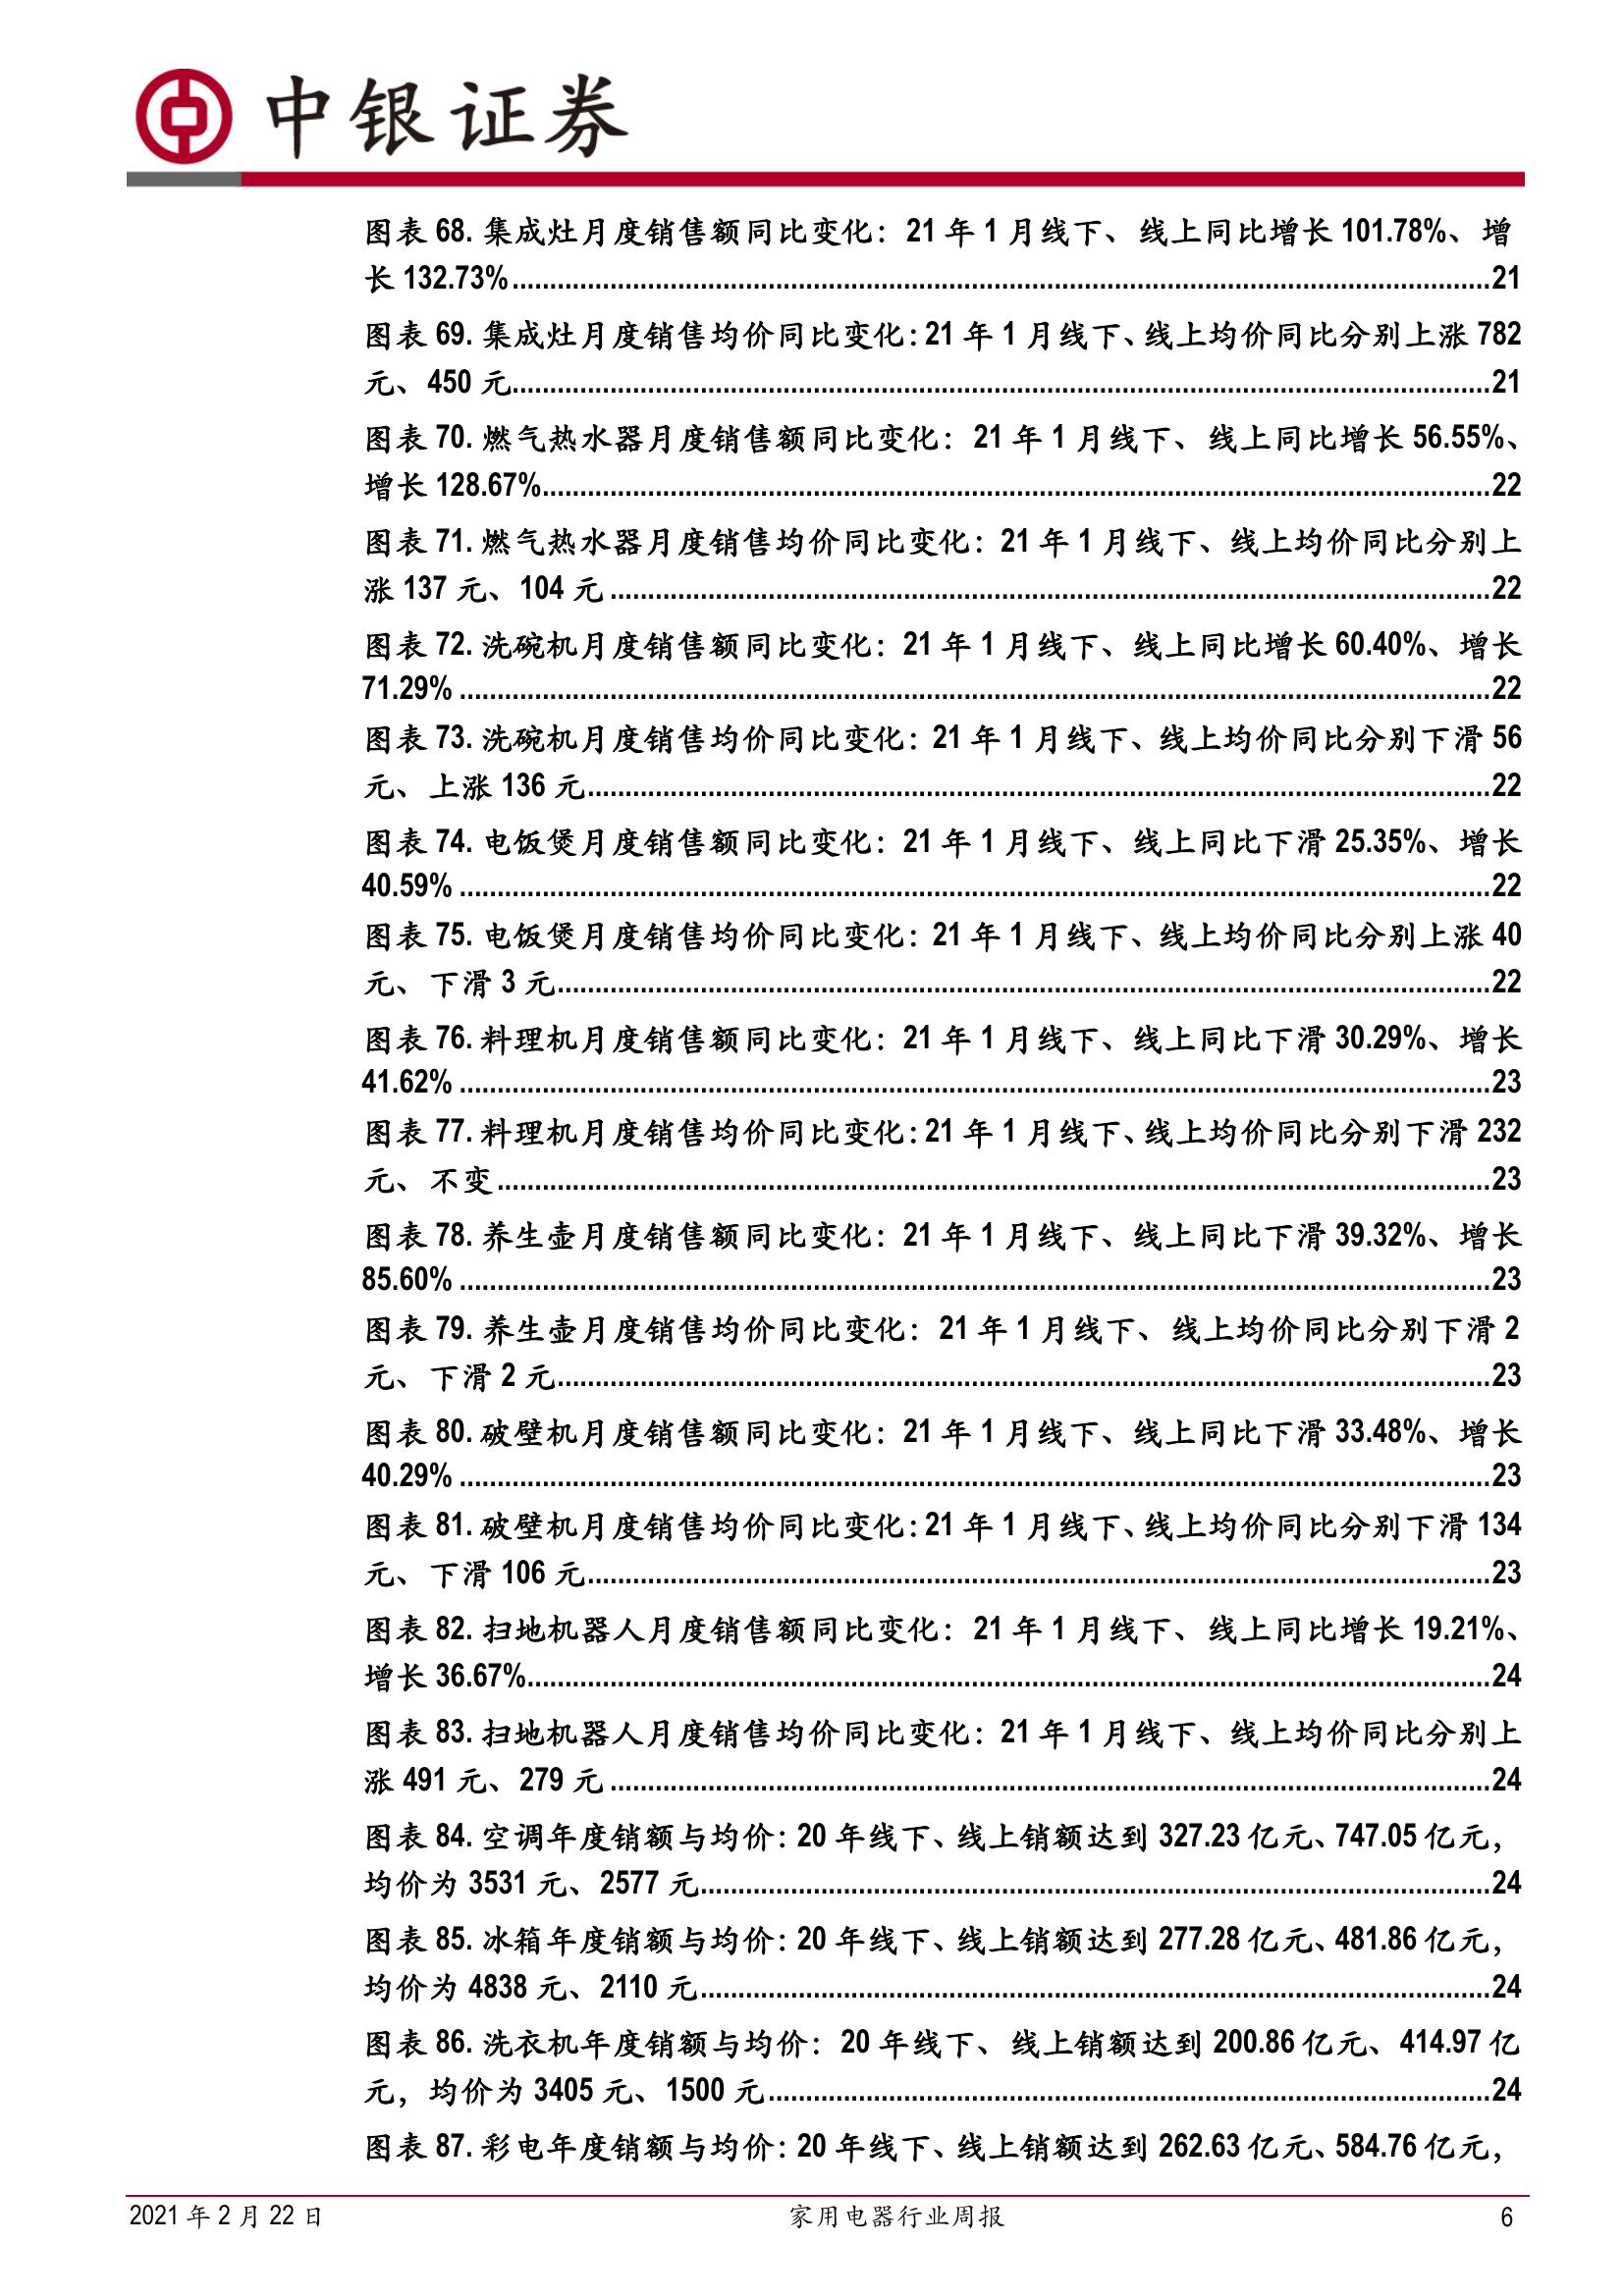 中银证券
图表 68. 集成灶月度销售额同比变化：21 年 1 月线下、线上同比增长 101.78%、增
长 132.73%........................................21
图表 69. 集成灶月度销售均价同比变化：21 年 1 月线下、线上均价同比分别上涨 782
元、450 元........................................21
图表 70. 燃气热水器月度销售额同比变化：21 年 1 月线下、线上同比增长 56.55%、
增长 128.67%........................................22
图表 71. 燃气热水器月度销售均价同比变化：21 年 1 月线下、线上均价同比分别上
涨 137 元、104 元........................................22
图表 72. 洗碗机月度销售额同比变化：21 年 1 月线下、线上同比增长 60.40%、增长
71.29%........................................22
图表 73. 洗碗机月度销售均价同比变化：21 年 1 月线下、线上均价同比分别下滑 56
元、上涨 136 元........................................22
图表 74. 电饭煲月度销售额同比变化：21 年 1 月线下、线上同比下滑 25.35%、增长
40.59%........................................22
图表 75. 电饭煲月度销售均价同比变化：21 年 1 月线下、线上均价同比分别上涨 40
元、下滑 3 元........................................22
图表 76. 料理机月度销售额同比变化：21 年 1 月线下、线上同比下滑 30.29%、增长
41.62%........................................23
图表 77. 料理机月度销售均价同比变化：21 年 1 月线下、线上均价同比分别下滑 232
元、不变........................................23
图表 78. 养生壶月度销售额同比变化：21 年 1 月线下、线上同比下滑 39.32%、增长
85.60%........................................23
图表 79. 养生壶月度销售均价同比变化：21 年 1 月线下、线上均价同比分别下滑 2
元、下滑 2 元........................................23
图表 80. 破壁机月度销售额同比变化：21 年 1 月线下、线上同比下滑 33.48%、增长
40.29%........................................23
图表 81. 破壁机月度销售均价同比变化：21 年 1 月线下、线上均价同比分别下滑 134
元、下滑 106 元........................................23
图表 82. 扫地机器人月度销售额同比变化：21 年 1 月线下、线上同比增长 19.21%、
增长 36.67%........................................24
图表 83. 扫地机器人月度销售均价同比变化：21 年 1 月线下、线上均价同比分别上
涨 491 元、279 元........................................24
图表 84. 空调年度销额与均价：20 年线下、线上销额达到 327.23 亿元、747.05 亿元，
均价为 3531 元、2577 元........................................24
图表 85. 冰箱年度销额与均价：20 年线下、线上销额达到 277.28 亿元、481.86 亿元，
均价为 4838 元、2110 元........................................24
图表 86. 洗衣机年度销额与均价：20 年线下、线上销额达到 200.86 亿元、414.97 亿
元，均价为 3405 元、1500 元........................................24
图表 87. 彩电年度销额与均价：20 年线下、线上销额达到 262.63 亿元、584.76 亿元，
2021 年 2 月 22 日 家用电器行业周报 6